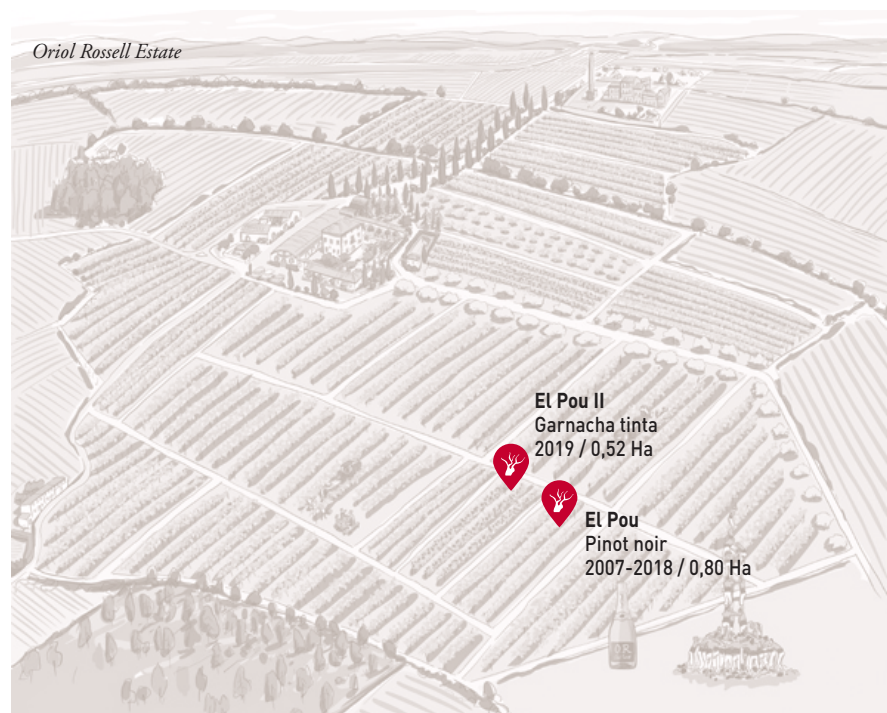 Oriol Rossell Estate
El Pou II
Garnacha tinta
2019 / 0,52 Ha
El Pou
Pinot noir
2007-2018 / 0,80 Ha
OR